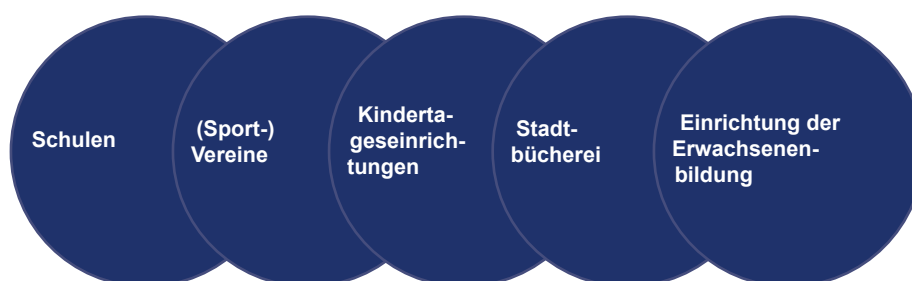 Schulen
(Sport-)
Vereine
Kinderta-
geseinrich-
tungen
Stadt-
bücherei
Einrichtung der
Erwachsenen-
bildung